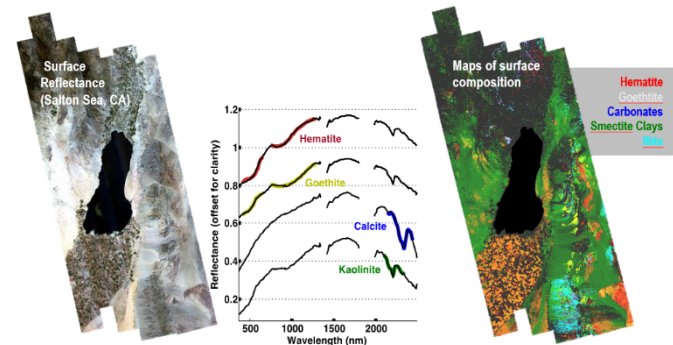 Surface
Reflectance
(Salton Sea, CA)
Reflectance (offset for clarity)
1.2
1
0.8
0.6
0.4
0.2
Hematite
Goethite
Calcite
Kaolinite
500
1000
1500
2000
Wavelength (nm)
Maps of surface
composition
Hematite
Goethtite
Carbonates
Smectite Clays